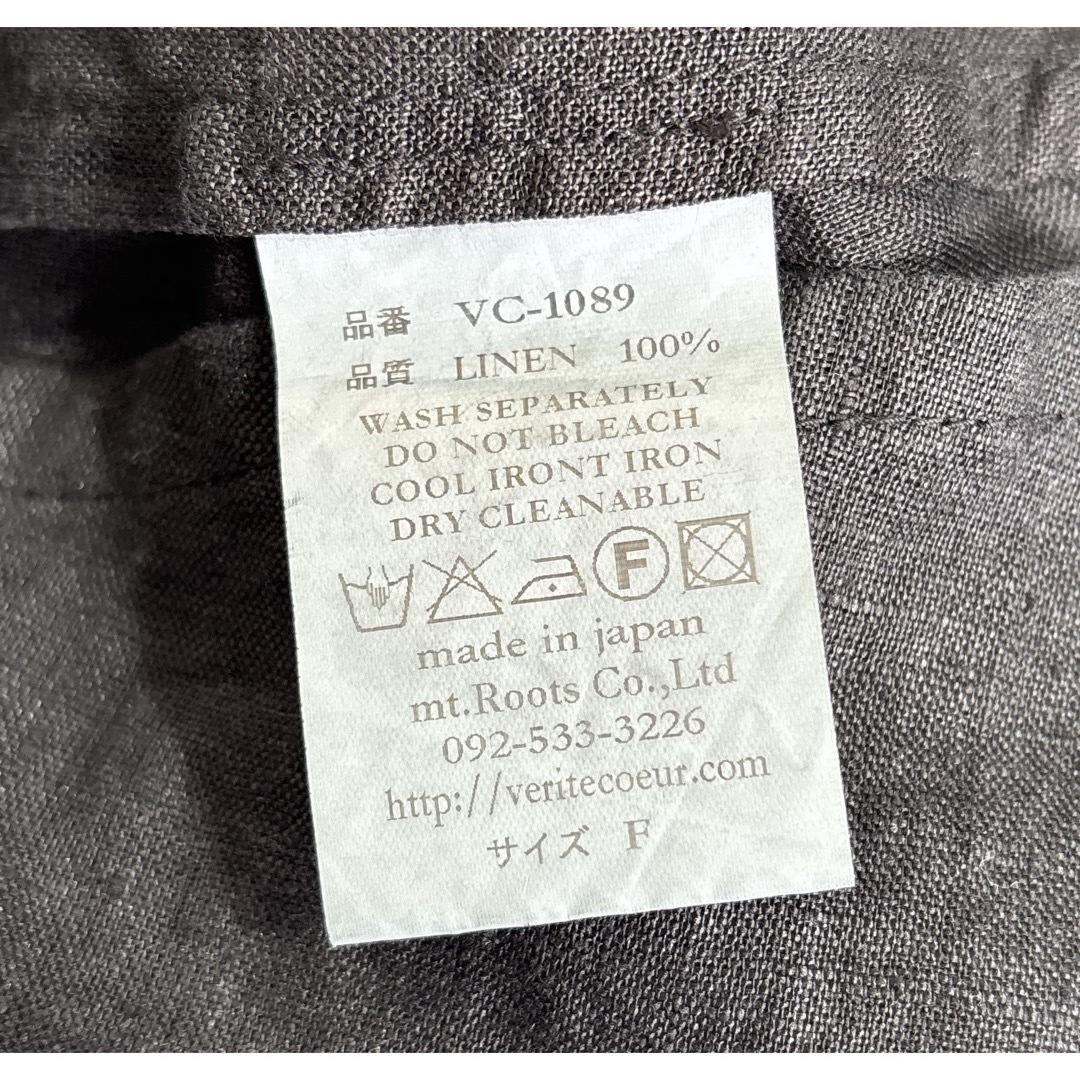 品番 VC-1089
品質 LINEN 100%
WASH SEPARATELY
DO NOT BLEACH
COOL IRONT IRON
DRY CLEANABLE
F
made in japan
mt.Roots Co.,Ltd
092-533-3226
http://veritecoeur.com
サイズ F